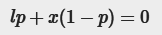 lp + x(1 − p) = 0